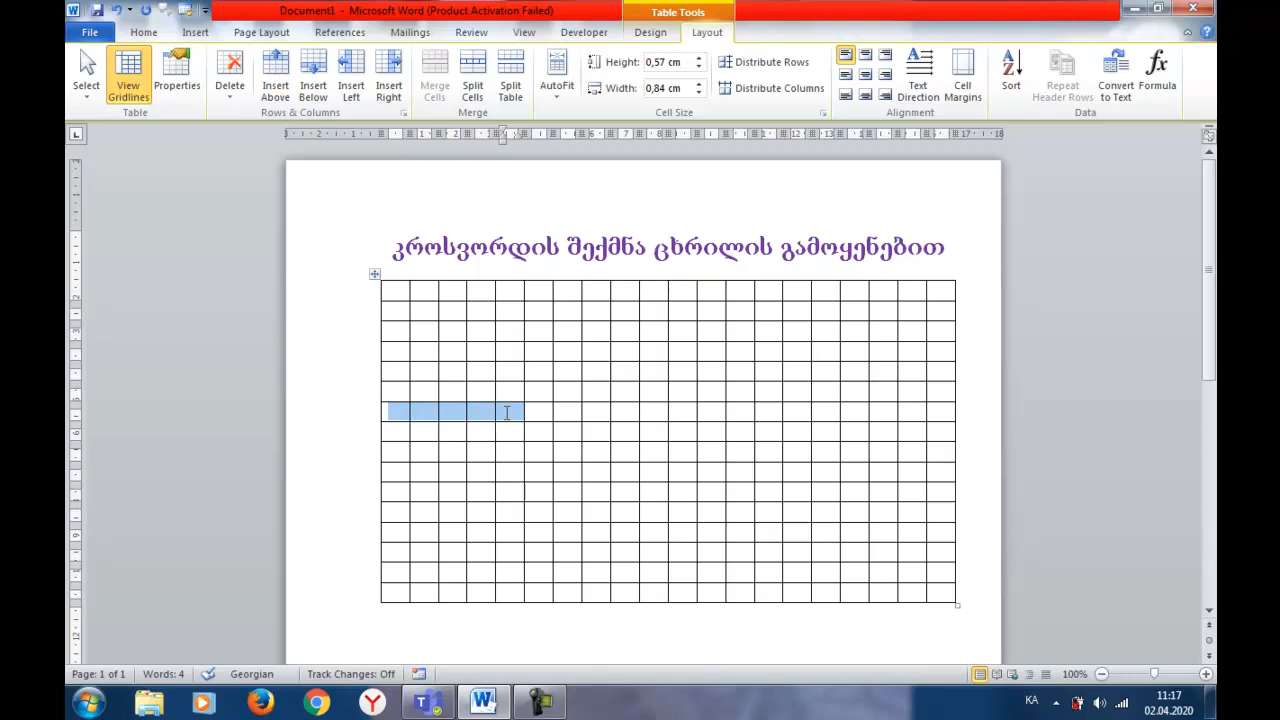 Document1 - Microsoft Word (Product Activation Failed)
Table Tools
File Home Insert Page Layout References Mailings Review View Developer Design Layout
Select
View Gridlines
Properties
Table
Delete
Insert Above
Insert Below
Insert Left
Insert Right
Rows & Columns
Merge Cells
Split Cells
Split Table
Merge
AutoFit
Height: 0,57 cm
Width: 0,84 cm
Distribute Rows
Distribute Columns
Cell Size
Text Direction
Cell Margins
Alignment
Sort
Repeat Header Rows
Convert to Text
Formula
Data
კროსვორდის შექმნა ცხრილის გამოყენებით
Page: 1 of 1 Words: 4 Georgian Track Changes: Off 100%
KA
11:17
02.04.2020